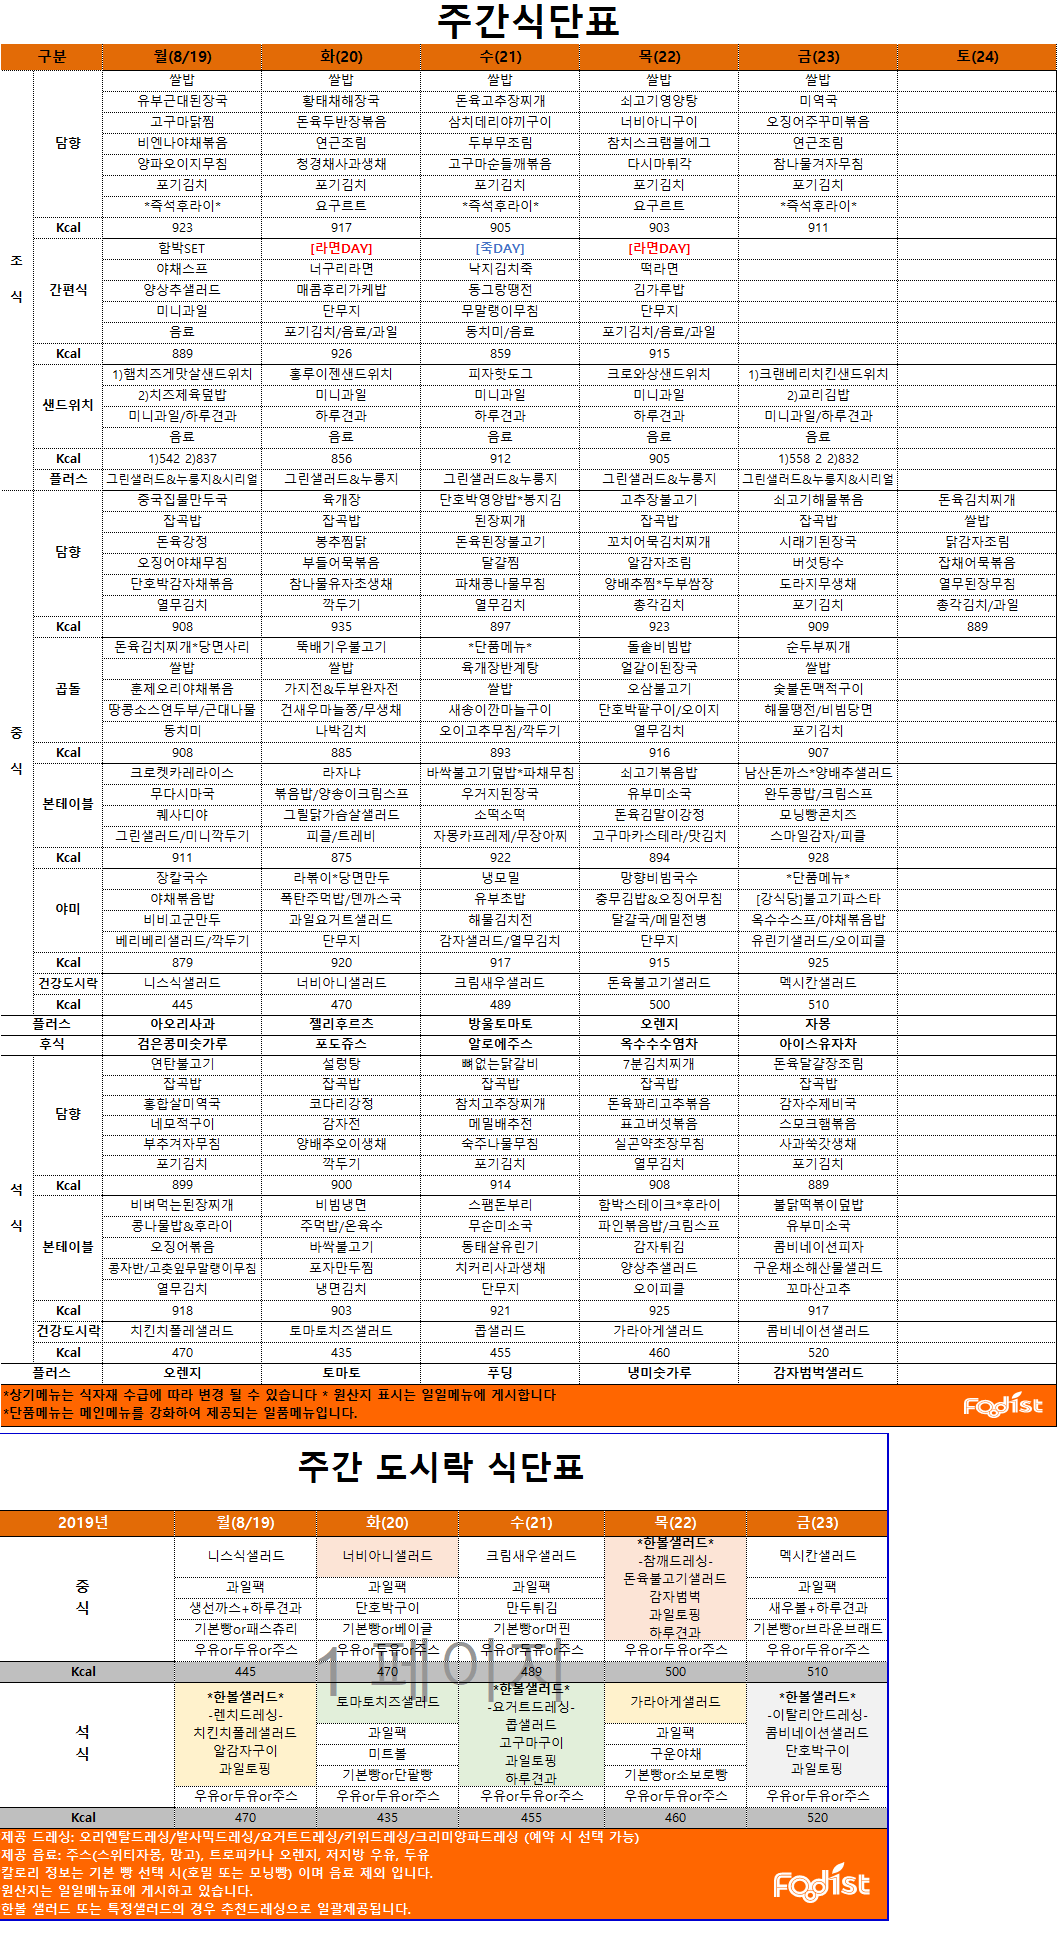 주간식단표
구분 월(8/19) 화(20) 수(21) 목(22) 금(23) 토(24)
조식
담향
쌀밥 쌀밥 쌀밥 쌀밥 쌀밥
유부근대된장국 황태채해장국 돈육고추장찌개 쇠고기영양탕 미역국
고구마닭찜 돈육두반장볶음 삼치데리야끼구이 너비아니구이 오징어주꾸미볶음
비엔나야채볶음 연근조림 두부무조림 참치스크램블에그 연근조림
양파오이지무침 청경채사과생채 고구마순들깨볶음 다시마튀각 참나물겨자무침
포기김치 포기김치 포기김치 포기김치 포기김치
*즉석후라이* 요구르트 *즉석후라이* 요구르트 *즉석후라이*
Kcal 923 917 905 903 911
간편식
함박SET [라면DAY] [죽DAY] [라면DAY]
야채스프 너구리라면 낙지김치죽 떡라면
양상추샐러드 매콤후리가케밥 동그랑땡전 김가루밥
미니과일 단무지 무말랭이무침 단무지
음료 포기김치/음료/과일 동치미/음료 포기김치/음료/과일
Kcal 889 926 859 915
샌드위치
1)햄치즈게맛살샌드위치 홍루이젠샌드위치 피자핫도그 크로와상샌드위치 1)크랜베리치킨샌드위치
2)치즈제육덮밥 미니과일 미니과일 미니과일 2)교리김밥
미니과일/하루견과 하루견과 하루견과 하루견과 미니과일/하루견과
음료 음료 음료 음료 음료
Kcal 1)542 2)837 856 912 905 1)558 2 2)832
플러스 그린샐러드&누룽지&시리얼 그린샐러드&누룽지 그린샐러드&누룽지 그린샐러드&누룽지 그린샐러드&누룽지&시리얼
중식
담향
중국집물만두국 육개장 단호박영양밥*봉지김 고추장불고기 쇠고기해물볶음 돈육김치찌개
잡곡밥 잡곡밥 된장찌개 잡곡밥 잡곡밥 쌀밥
돈육강정 봉추찜닭 돈육된장불고기 꼬치어묵김치찌개 시래기된장국 닭감자조림
오징어야채무침 부들어묵볶음 달걀찜 알감자조림 버섯탕수 잡채어묵볶음
단호박감자채볶음 참나물유자초생채 파채콩나물무침 양배추찜*두부쌈장 도라지무생채 열무된장무침
열무김치 깍두기 열무김치 총각김치 포기김치 총각김치/과일
Kcal 908 935 897 923 909 889
곱돌
돈육김치찌개*당면사리 뚝배기우불고기 *단품메뉴* 돌솥비빔밥 순두부찌개
쌀밥 쌀밥 육개장반계탕 얼갈이된장국 쌀밥
훈제오리야채볶음 가지전&두부완자전 쌀밥 오삼불고기 숯불돈맥적구이
땅콩소스연두부/근대나물 건새우마늘쫑/무생채 새송이깐마늘구이 단호박팥구이/오이지 해물땡전/비빔당면
동치미 나박김치 오이고추무침/깍두기 열무김치 포기김치
Kcal 908 885 893 916 907
본테이블
크로켓카레라이스 라자냐 바싹불고기덮밥*파채무침 쇠고기볶음밥 남산돈까스*양배추샐러드
무다시마국 볶음밥/양송이크림스프 우거지된장국 유부미소국 완두콩밥/크림스프
퀘사디야 그릴닭가슴살샐러드 소떡소떡 돈육김말이강정 모닝빵콘치즈
그린샐러드/미니깍두기 피클/트레비 자몽카프레제/무장아찌 고구마카스테라/맛김치 스마일감자/피클
Kcal 911 875 922 894 928
야미
장칼국수 라볶이*당면만두 냉모밀 망향비빔국수 *단품메뉴*
야채볶음밥 폭탄주먹밥/덴까스국 유부초밥 충무김밥&오징어무침 [강식당]불고기파스타
비비고군만두 과일요거트샐러드 해물김치전 달걀국/메밀전병 옥수수스프/야채볶음밥
베리베리샐러드/깍두기 단무지 감자샐러드/열무김치 단무지 유린기샐러드/오이피클
Kcal 879 920 917 915 925
건강도시락 니스식샐러드 너비아니샐러드 크림새우샐러드 돈육불고기샐러드 멕시칸샐러드
Kcal 445 470 489 500 510
플러스 아오리사과 젤리후르츠 방울토마토 오렌지 자몽
후식 검은콩미숫가루 포도쥬스 알로에주스 옥수수수염차 아이스유자차
석식
담향
연탄불고기 설렁탕 뼈없는닭갈비 7분김치찌개 돈육달걀장조림
잡곡밥 잡곡밥 잡곡밥 잡곡밥 잡곡밥
홍합살미역국 코다리강정 참치고추장찌개 돈육꽈리고추볶음 감자수제비국
네모적구이 감자전 메밀배추전 표고버섯볶음 스모크햄볶음
부추겨자무침 양배추오이생채 숙주나물무침 실곤약초장무침 사과쑥갓생채
포기김치 깍두기 포기김치 열무김치 포기김치
Kcal 899 900 914 908 889
본테이블
비벼먹는된장찌개 비빔냉면 스팸돈부리 함박스테이크*후라이 불닭떡볶이덮밥
콩나물밥&후라이 주먹밥/온육수 무순미소국 파인볶음밥/크림스프 유부미소국
오징어볶음 바싹불고기 동태살유린기 감자튀김 콤비네이션피자
콩자반/고춧잎무말랭이무침 포자만두찜 치커리사과생채 양상추샐러드 구운채소해산물샐러드
열무김치 냉면김치 단무지 오이피클 꼬마산고추
Kcal 918 903 921 925 917
건강도시락 치킨치폴레샐러드 토마토치즈샐러드 콥샐러드 가라아게샐러드 콤비네이션샐러드
Kcal 470 435 455 460 520
플러스 오렌지 토마토 푸딩 냉미숫가루 감자범벅샐러드
*상기메뉴는 식자재 수급에 따라 변경 될 수 있습니다 * 원산지 표시는 일일메뉴에 게시합니다
*단품메뉴는 메인메뉴를 강화하여 제공되는 일품메뉴입니다.
Foodist
주간 도시락 식단표
2019년 월(8/19) 화(20) 수(21) 목(22) 금(23)
중식
니스식샐러드 너비아니샐러드 크림새우샐러드 *한볼샐러드* 멕시칸샐러드
-참깨드레싱-
과일팩 과일팩 과일팩 돈육불고기샐러드 과일팩
생선까스+하루견과 단호박구이 만두튀김 감자범벅 새우볼+하루견과
기본빵or패스츄리 기본빵or베이글 기본빵or머핀 과일토핑 기본빵or브라운브래드
하루견과
우유or두유or주스 우유or두유or주스 우유or두유or주스 우유or두유or주스 우유or두유or주스
Kcal 445 470 489 500 510
1 페이지
석식
*한볼샐러드* 토마토치즈샐러드 *한볼샐러드* 가라아게샐러드 *한볼샐러드*
-렌치드레싱- -요거트드레싱- -이탈리안드레싱-
치킨치폴레샐러드 과일팩 콥샐러드 과일팩 콤비네이션샐러드
알감자구이 미트볼 고구마구이 구운야채 단호박구이
과일토핑 기본빵or단팥빵 과일토핑 기본빵or소보로빵 과일토핑
하루견과
우유or두유or주스 우유or두유or주스 우유or두유or주스 우유or두유or주스 우유or두유or주스
Kcal 470 435 455 460 520
제공 드레싱: 오리엔탈드레싱/발사믹드레싱/요거트드레싱/키위드레싱/크리미양파드레싱 (예약 시 선택 가능)
제공 음료: 주스(스위티자몽, 망고), 트로피카나 오렌지, 저지방 우유, 두유
칼로리 정보는 기본 빵 선택 시(호밀 또는 모닝빵) 이며 음료 제외 입니다.
원산지는 일일메뉴표에 게시하고 있습니다.
한볼 샐러드 또는 특정샐러드의 경우 추천드레싱으로 일괄제공됩니다.
Foodist